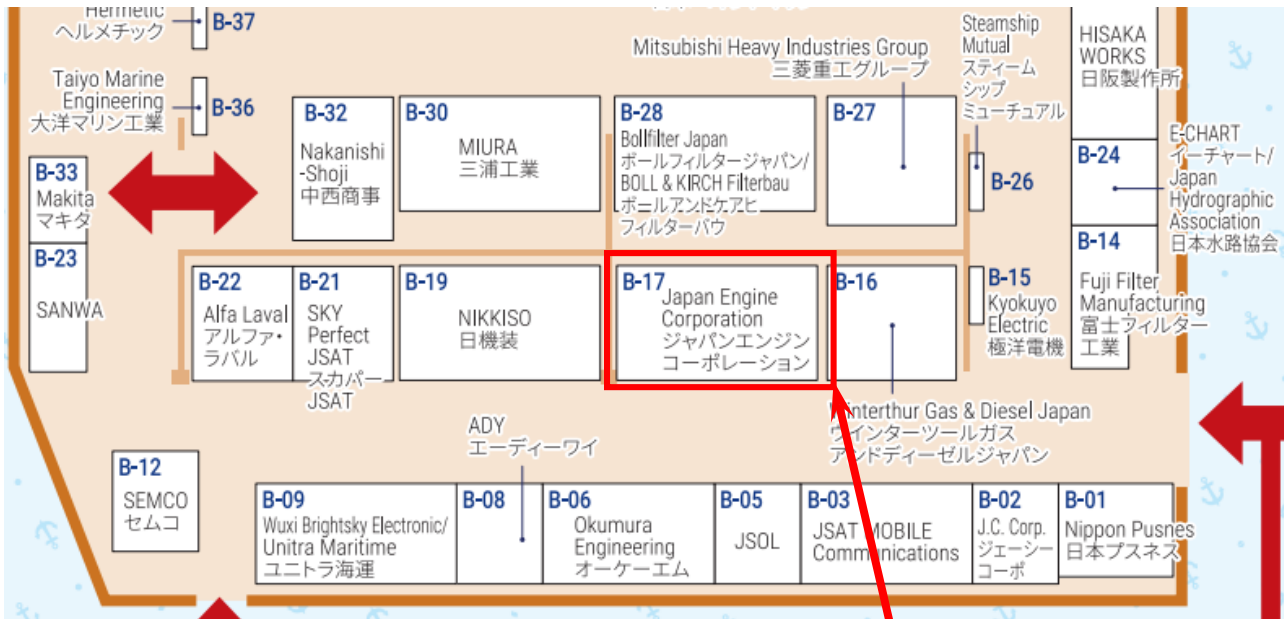 Hermetic
ヘルメチック
B-37
Taiyo Marine
Engineering
大洋マリン工業
B-36
B-32
Nakanishi
-Shoji
中西商事
B-30
MIURA
三浦工業
Mitsubishi Heavy Industries Group
三菱重工グループ
B-28
Bollfilter Japan
ボールフィルタージャパン/
BOLL & KIRCH Filterbau
ボールアンドケアヒ
フィルターバウ
B-27
Steamship
Mutual
スティーム
シップ
ミューチュアル
B-26
HISAKA
WORKS
日阪製作所
B-24
E-CHART
イーチャート/
Japan
Hydrographic
Association
日本水路協会
B-33
Makita
マキタ
B-23
SANWA
B-22
Alfa Laval
アルファ・
ラバル
B-21
SKY
Perfect
JSAT
スカパー
JSAT
B-19
NIKKISO
日機装
B-17
Japan Engine
Corporation
ジャパンエンジン
コーポレーション
B-16
Winterthur Gas & Diesel Japan
ウインターツールガス
アンドディーゼルジャパン
B-15
Kyokuyo
Electric
極洋電機
B-14
Fuji Filter
Manufacturing
富士フィルター
工業
B-12
SEMCO
セムコ
B-09
Wuxi Brightsky Electronic/
Unitra Maritime
ユニトラ海運
ADY
エーディーワイ
B-08
B-06
Okumura
Engineering
オーケーエム
B-05
JSOL
B-03
JSAT MOBILE
Communications
B-02
J.C. Corp.
ジェーシー
コーポ
B-01
Nippon Pusnes
日本プスネス